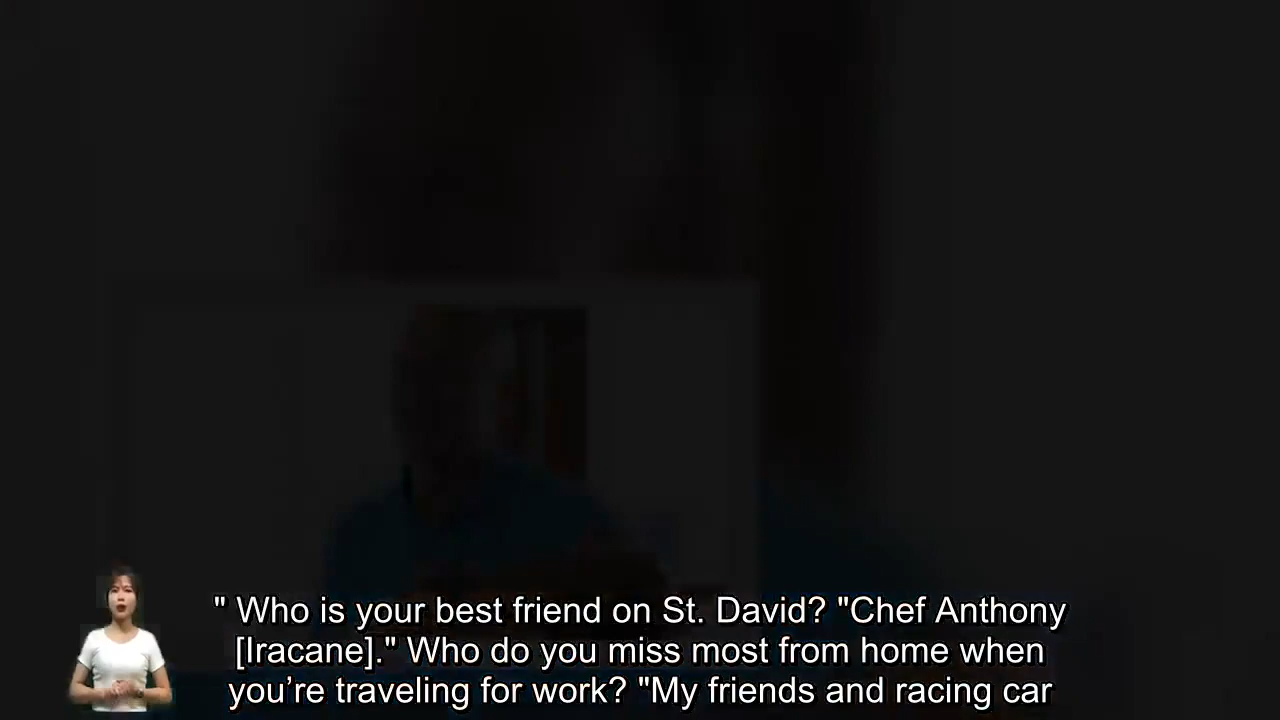 " Who is your best friend on St. David? "Chef Anthony
[Iracane]." Who do you miss most from home when
you’re traveling for work? "My friends and racing car